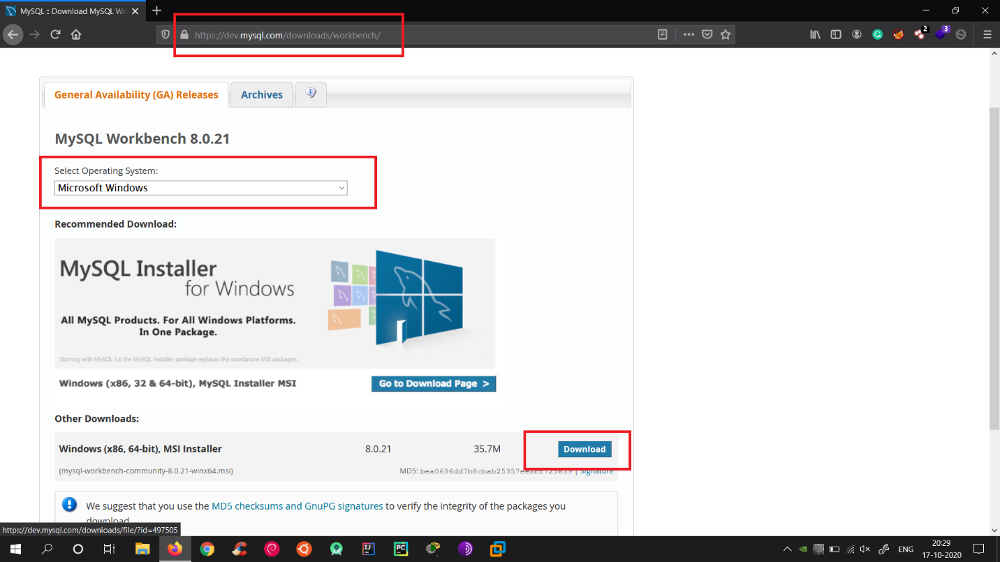 MySQL :: Download MySQL Wo
https://dev.mysql.com/downloads/workbench/
2
3
General Availability (GA) Releases
Archives
MySQL Workbench 8.0.21
Select Operating System:
Microsoft Windows
Recommended Download:
MySQL Installer
for Windows
All MySQL Products. For All Windows Platforms.
In One Package.
Starting with MySQL 5.6 the MySQL Installer package replaces the standalone MSI packages.
Windows (x86, 32 & 64-bit), MySQL Installer MSI
Go to Download Page >
Other Downloads:
Windows (x86, 64-bit), MSI Installer
8.0.21
35.7M
Download
(mysql-workbench-community-8.0.21-winx64.msi)
MD5: | Signature
We suggest that you use the MD5 checksums and GnuPG signatures to verify the integrity of the packages you
download
https://dev.mysql.com/downloads/file/?id=497505
ENG
20:29
17-10-2020